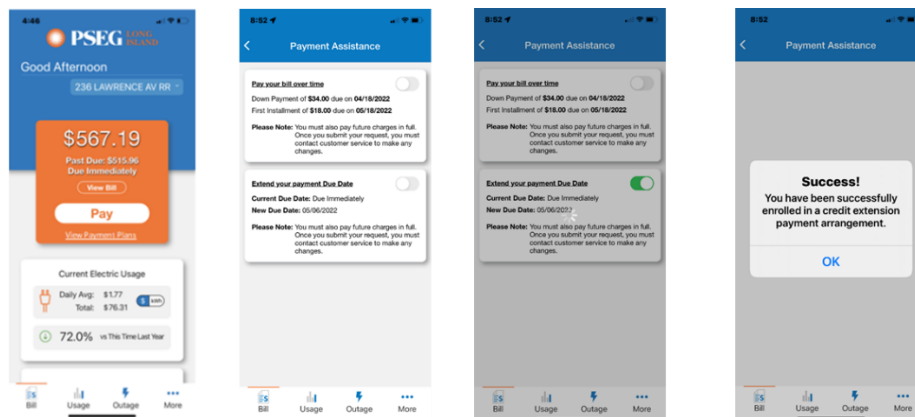 4:46
PSEG LONG ISLAND
Good Afternoon
236 LAWRENCE AV RR
$567.19
Past Due: $515.96
Due Immediately
View Bill
Pay
View Payment Plans
Current Electric Usage
Daily Avg: $1.77
Total: $76.31
$ kWh
72.0% vs This Time Last Year
Bill Usage Outage More
8:52
Payment Assistance
Pay your bill over time
Down Payment of $34.00 due on 04/18/2022
First Installment of $18.00 due on 05/18/2022
Please Note: You must also pay future charges in full.
Once you submit your request, you must
contact customer service to make any
changes.
Extend your payment Due Date
Current Due Date: Due Immediately
New Due Date: 05/06/2022
Please Note: You must also pay future charges in full.
Once you submit your request, you must
contact customer service to make any
changes.
Bill Usage Outage More
8:52
Payment Assistance
Pay your bill over time
Down Payment of $34.00 due on 04/18/2022
First Installment of $18.00 due on 05/18/2022
Please Note: You must also pay future charges in full.
Once you submit your request, you must
contact customer service to make any
changes.
Extend your payment Due Date
Current Due Date: Due Immediately
New Due Date: 05/06/2022
Please Note: You must also pay future charges in full.
Once you submit your request, you must
contact customer service to make any
changes.
Bill Usage Outage More
8:52
Payment Assistance
Success!
You have been successfully
enrolled in a credit extension
payment arrangement.
OK
Bill Usage Outage More